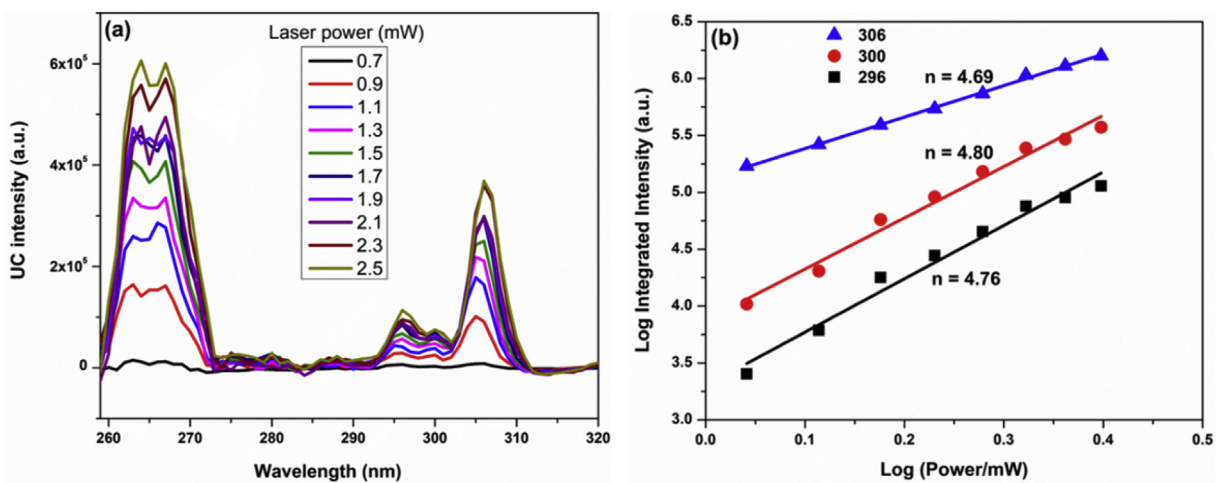 (a)
Laser power (mW)
0.7
0.9
1.1
1.3
1.5
1.7
1.9
2.1
2.3
2.5
6x10⁵
4x10⁵
2x10⁵
0
UC intensity (a.u.)
260 270 280 290 300 310 320
Wavelength (nm)
(b)
306
300
296
n = 4.69
n = 4.80
n = 4.76
6.5
6.0
5.5
5.0
4.5
4.0
3.5
3.0
Log Integrated Intensity (a.u.)
0.0 0.1 0.2 0.3 0.4 0.5
Log (Power/mW)